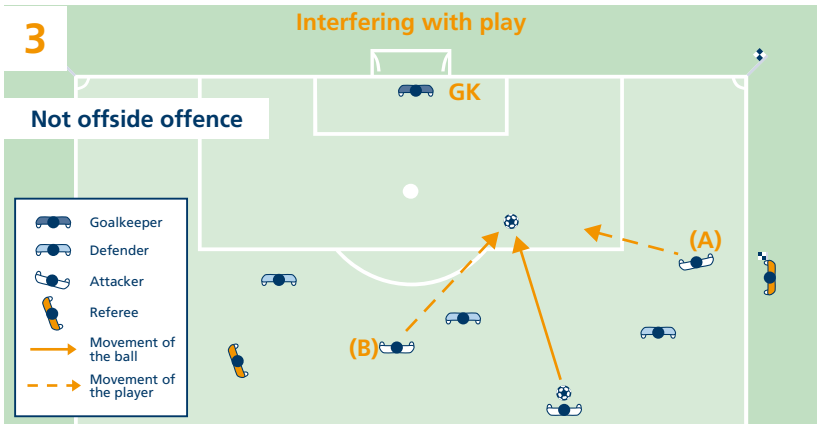 3
Interfering with play
GK
Not offside offence
Goalkeeper
Defender
Attacker
Referee
Movement of
the ball
Movement of
the player
(A)
(B)